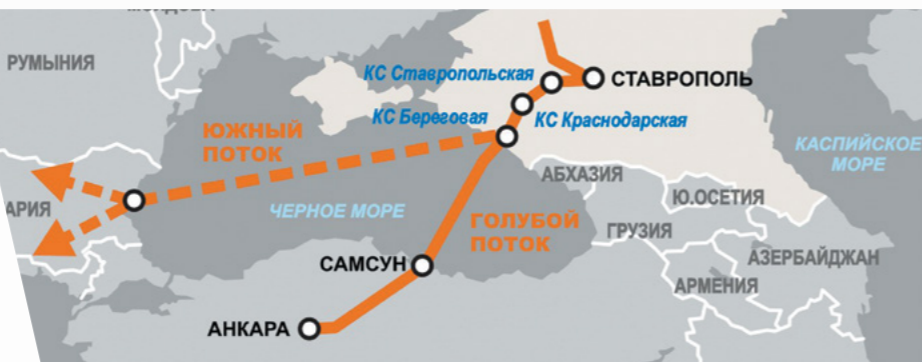 РУМЫНИЯ
КС Ставропольская
СТАВРОПОЛЬ
КС Береговая
КС Краснодарская
ЮЖНЫЙ
ПОТОК
КАСПИЙСКОЕ
МОРЕ
АБХАЗИЯ
Ю.ОСЕТИЯ
АРИЯ
ЧЕРНОЕ МОРЕ
ГОЛУБОЙ
ПОТОК
ГРУЗИЯ
АЗЕРБАЙДЖАН
САМСУН
АРМЕНИЯ
АНКАРА